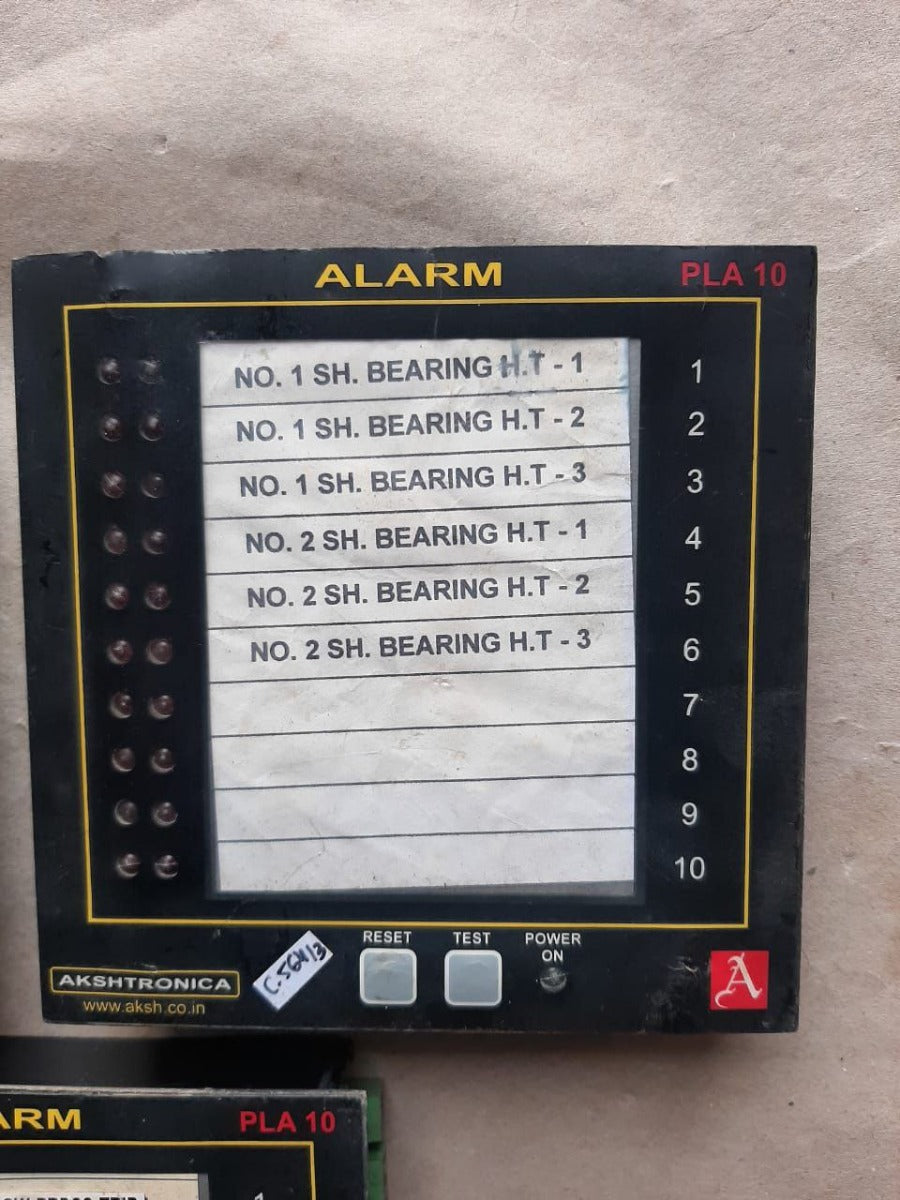 ALARM PLA 10
NO. 1 SH. BEARING H.T - 1 1
NO. 1 SH. BEARING H.T - 2 2
NO. 1 SH. BEARING H.T - 3 3
NO. 2 SH. BEARING H.T - 1 4
NO. 2 SH. BEARING H.T - 2 5
NO. 2 SH. BEARING H.T - 3 6
7
8
9
10
RESET TEST POWER
ON
AKSHTRONICA
www.aksh.co.in
A
ARM PLA 10
1